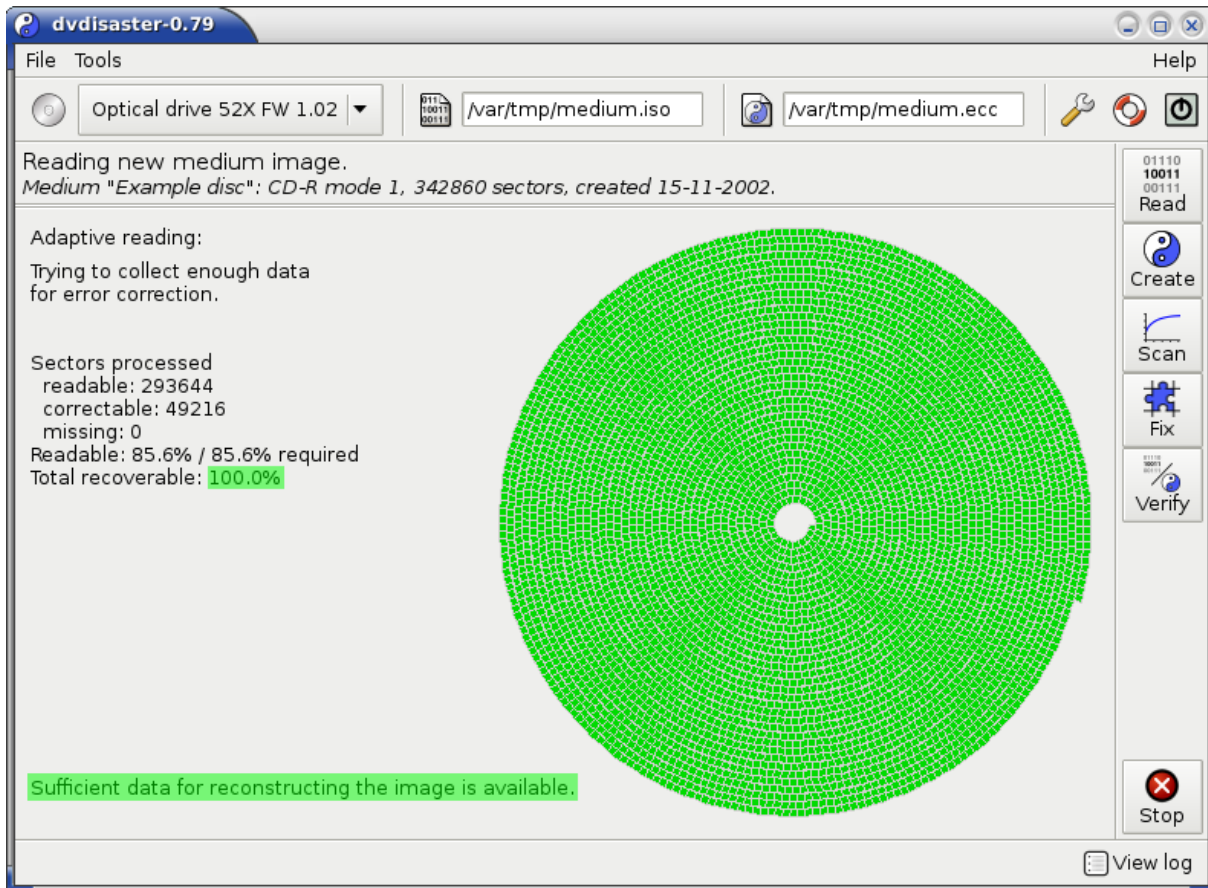 dvdisaster-0.79
File Tools Help
Optical drive 52X FW 1.02 /var/tmp/medium.iso /var/tmp/medium.ecc
Reading new medium image.
Medium "Example disc": CD-R mode 1, 342860 sectors, created 15-11-2002.
Adaptive reading:
Trying to collect enough data
for error correction.
Sectors processed
readable: 293644
correctable: 49216
missing: 0
Readable: 85.6% / 85.6% required
Total recoverable: 100.0%
Sufficient data for reconstructing the image is available.
01110
10011
00111
Read
Create
Scan
Fix
Verify
Stop
View log